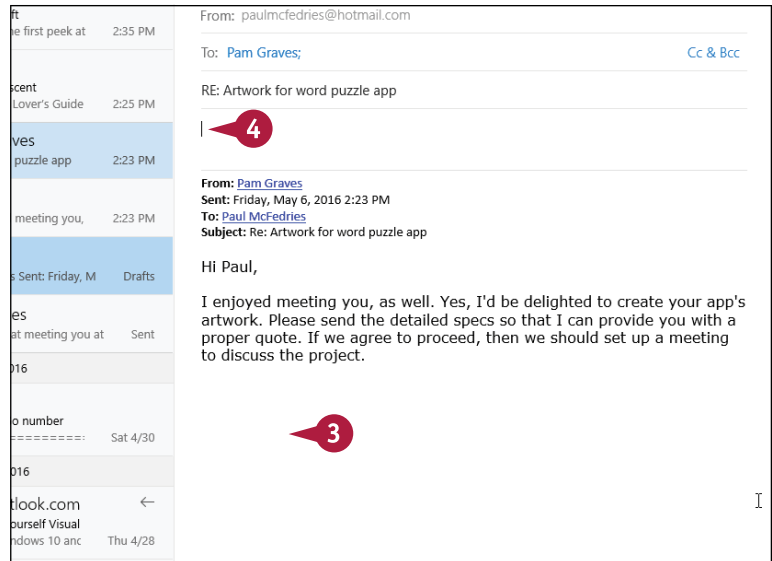 ft
e first peek at 2:35 PM
scent
Lover's Guide 2:25 PM
ves
puzzle app 2:23 PM
meeting you, 2:23 PM
s Sent: Friday, M Drafts
es
at meeting you at Sent
016
o number
=========: Sat 4/30
016
tlook.com ←
ourself Visual
ndows 10 anc Thu 4/28
From: paulmcfedries@hotmail.com
To: Pam Graves; Cc & Bcc
RE: Artwork for word puzzle app
4
From: Pam Graves
Sent: Friday, May 6, 2016 2:23 PM
To: Paul McFedries
Subject: Re: Artwork for word puzzle app
Hi Paul,
I enjoyed meeting you, as well. Yes, I'd be delighted to create your app's
artwork. Please send the detailed specs so that I can provide you with a
proper quote. If we agree to proceed, then we should set up a meeting
to discuss the project.
3